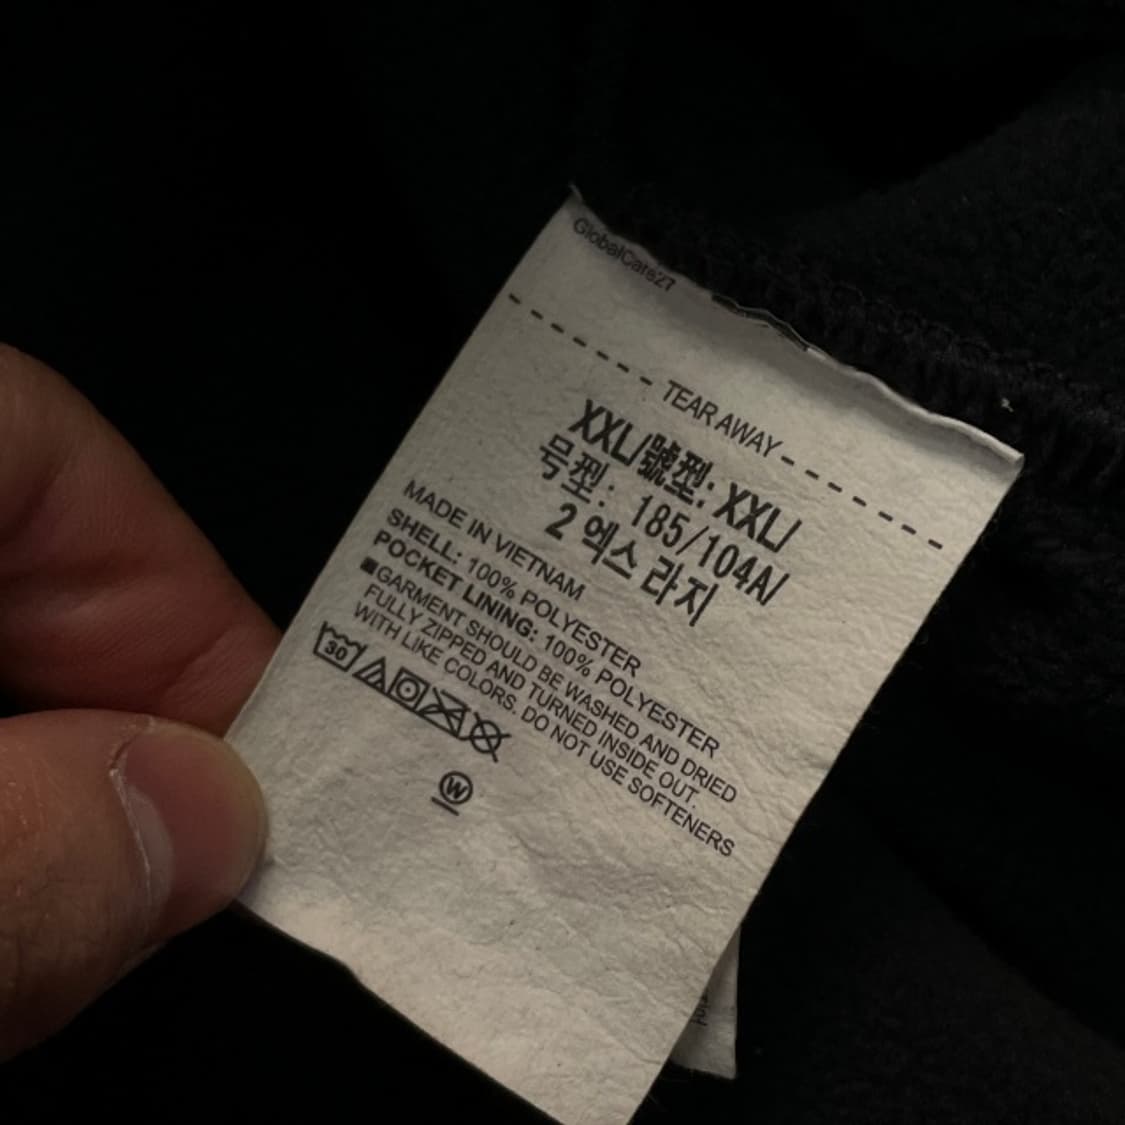 GlobalCare27
TEAR AWAY
XXL/號型: XXL/
号型: 185/104A/
2 엑스 라지
MADE IN VIETNAM
SHELL: 100% POLYESTER
POCKET LINING: 100% POLYESTER
■GARMENT SHOULD BE WASHED AND DRIED
FULLY ZIPPED AND TURNED INSIDE OUT.
WITH LIKE COLORS. DO NOT USE SOFTENERS
30
W